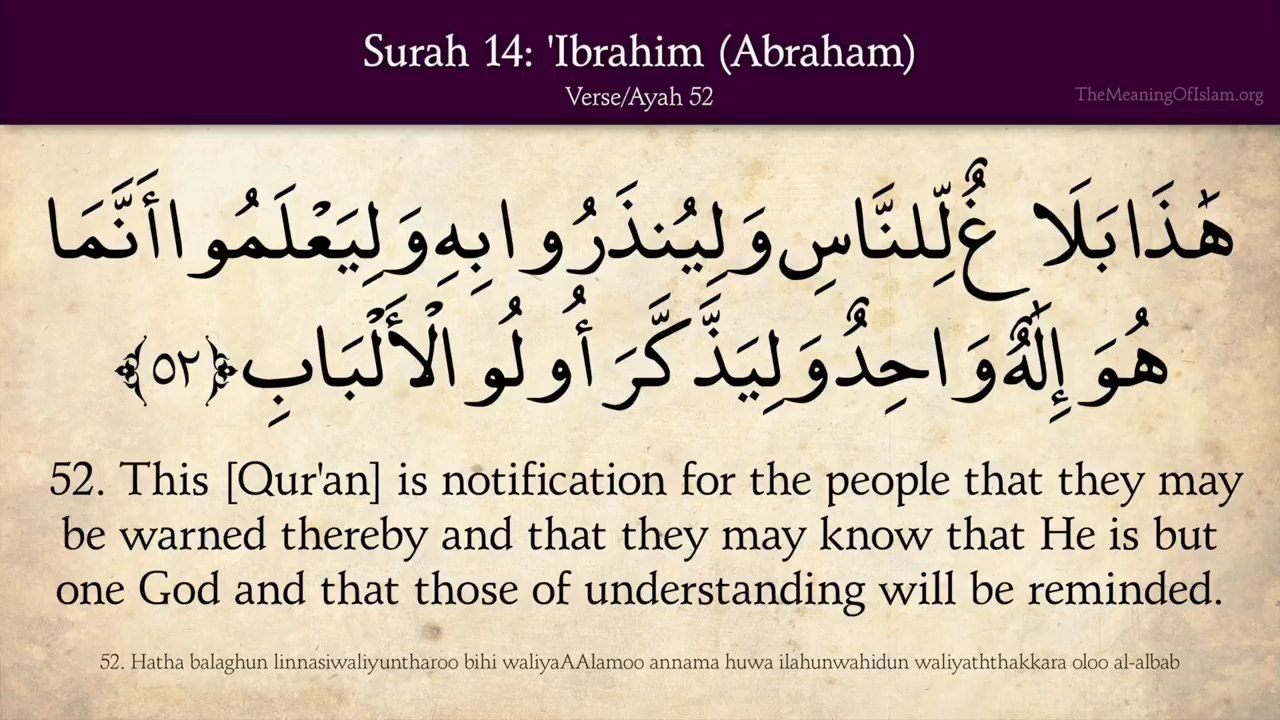 Surah 14: 'Ibrahim (Abraham)
Verse/Ayah 52
TheMeaningOfIslam.org
هَٰذَا بَلَاغٌ لِّلنَّاسِ وَلِيُنذَرُوا بِهِ وَلِيَعْلَمُوا أَنَّمَا
هُوَ إِلَٰهٌ وَاحِدٌ وَلِيَذَّكَّرَ أُولُو الْأَلْبَابِ ﴿٥٢﴾
52. This [Qur'an] is notification for the people that they may
be warned thereby and that they may know that He is but
one God and that those of understanding will be reminded.
52. Hatha balaghun linnasiwaliyuntharoo bihi waliyaAAlamoo annama huwa ilahunwahidun waliyaththakkara oloo al-albab